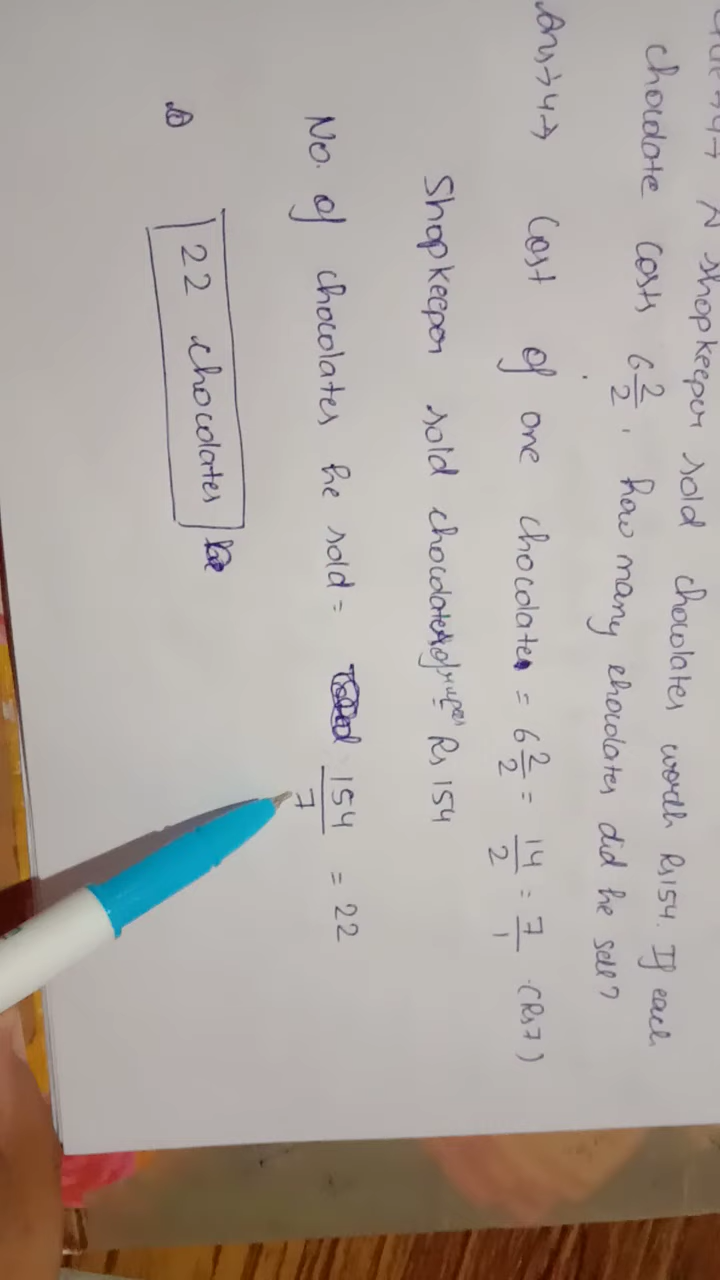 A shopkeeper sold chocolates worth Rs154. If each
chocolate costs 6 2/2, how many chocolates did he sell?
Ans→4→ Cost of one chocolate = 6 2/2 = 14/2 = 7/1 (Rs7)
Shopkeeper sold chocolates of rupees = Rs 154
No. of chocolates he sold = 154/7 = 22
22 chocolates